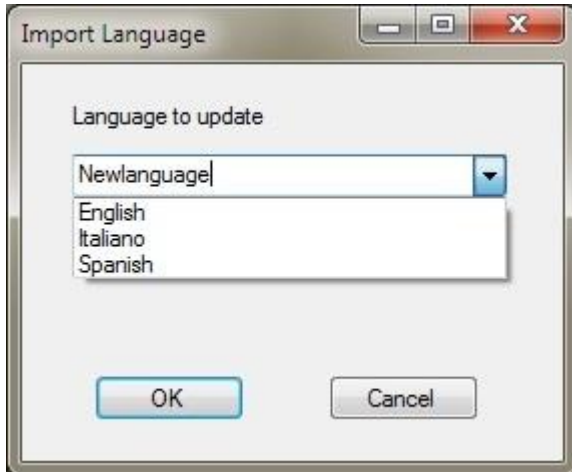 Import Language
Language to update
Newlanguage
English
Italiano
Spanish
OK
Cancel